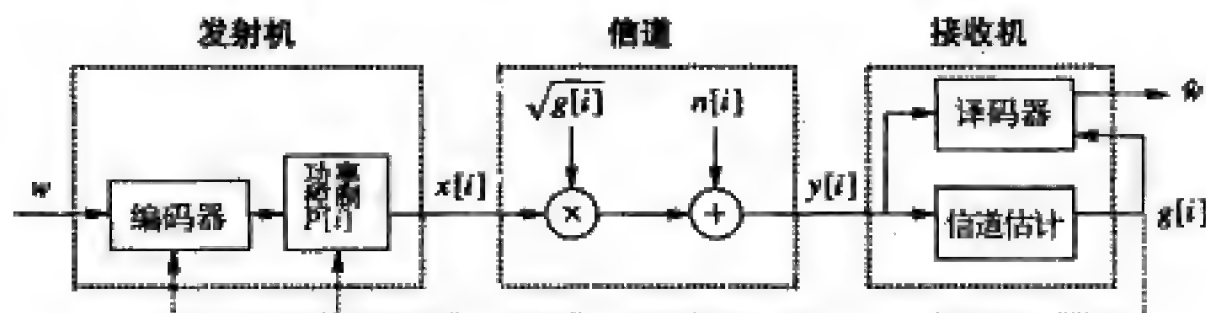 发射机
信道
接收机
w
编码器
功率
控制
P[i]
x[i]
√g[i]
n[i]
×
+
y[i]
译码器
信道估计
ŵ
g[i]